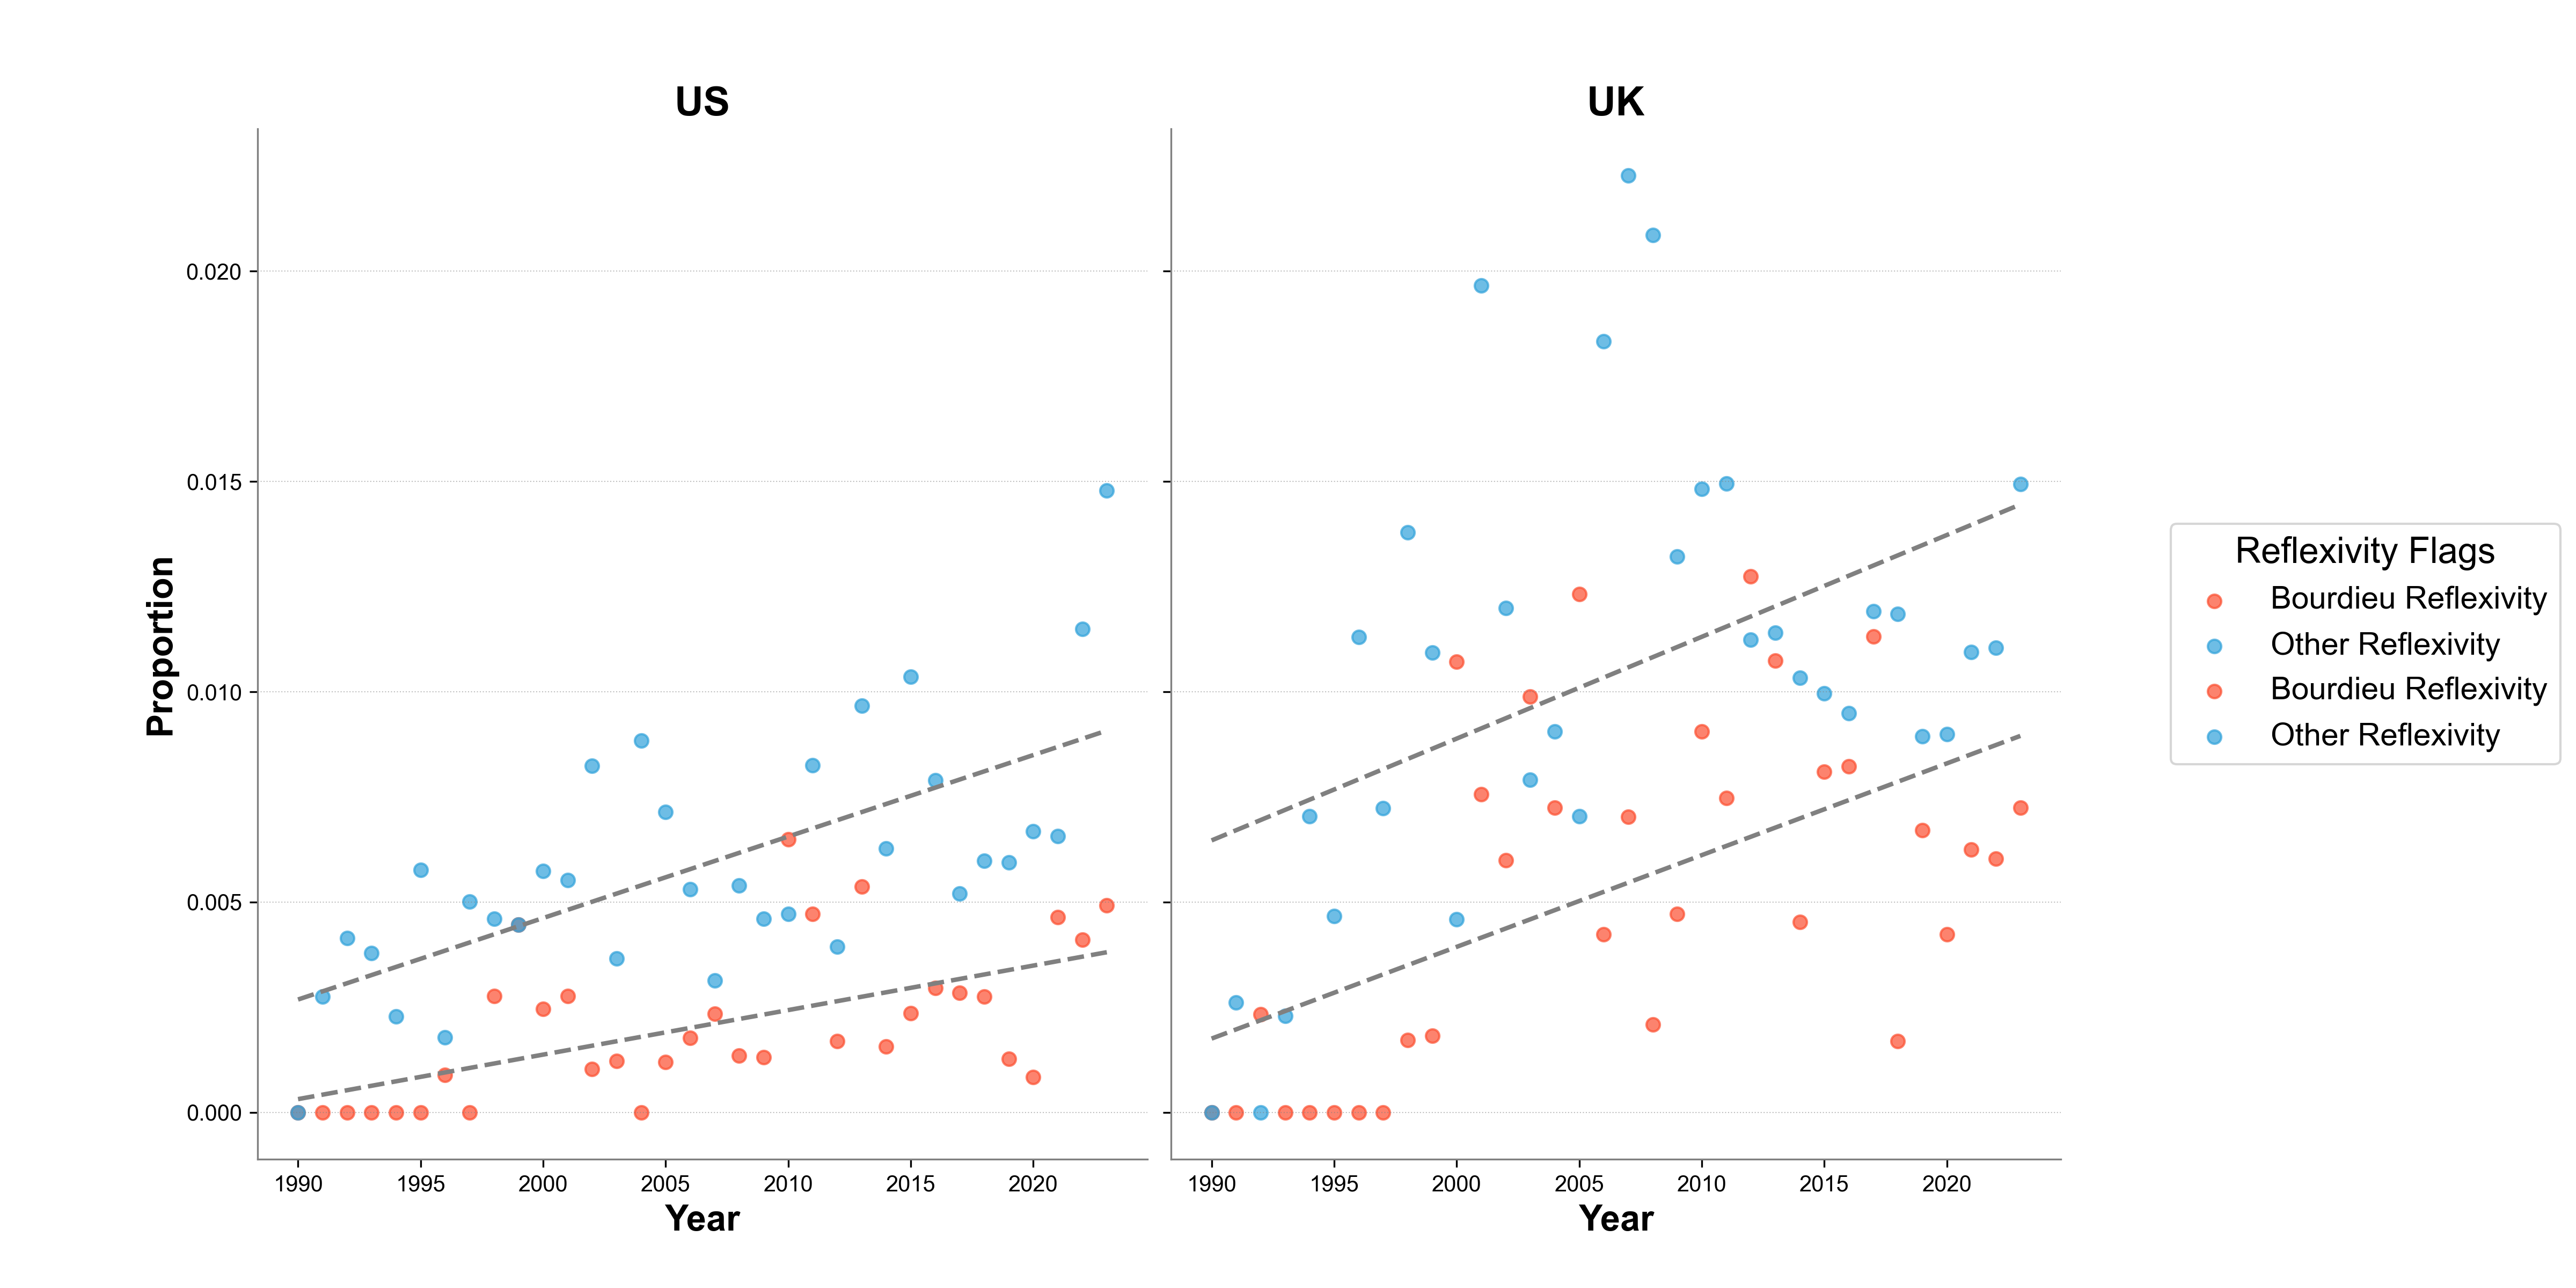 US
UK
Proportion
0.020
0.015
0.010
0.005
0.000
1990 1995 2000 2005 2010 2015 2020
1990 1995 2000 2005 2010 2015 2020
Year
Year
Reflexivity Flags
Bourdieu Reflexivity
Other Reflexivity
Bourdieu Reflexivity
Other Reflexivity